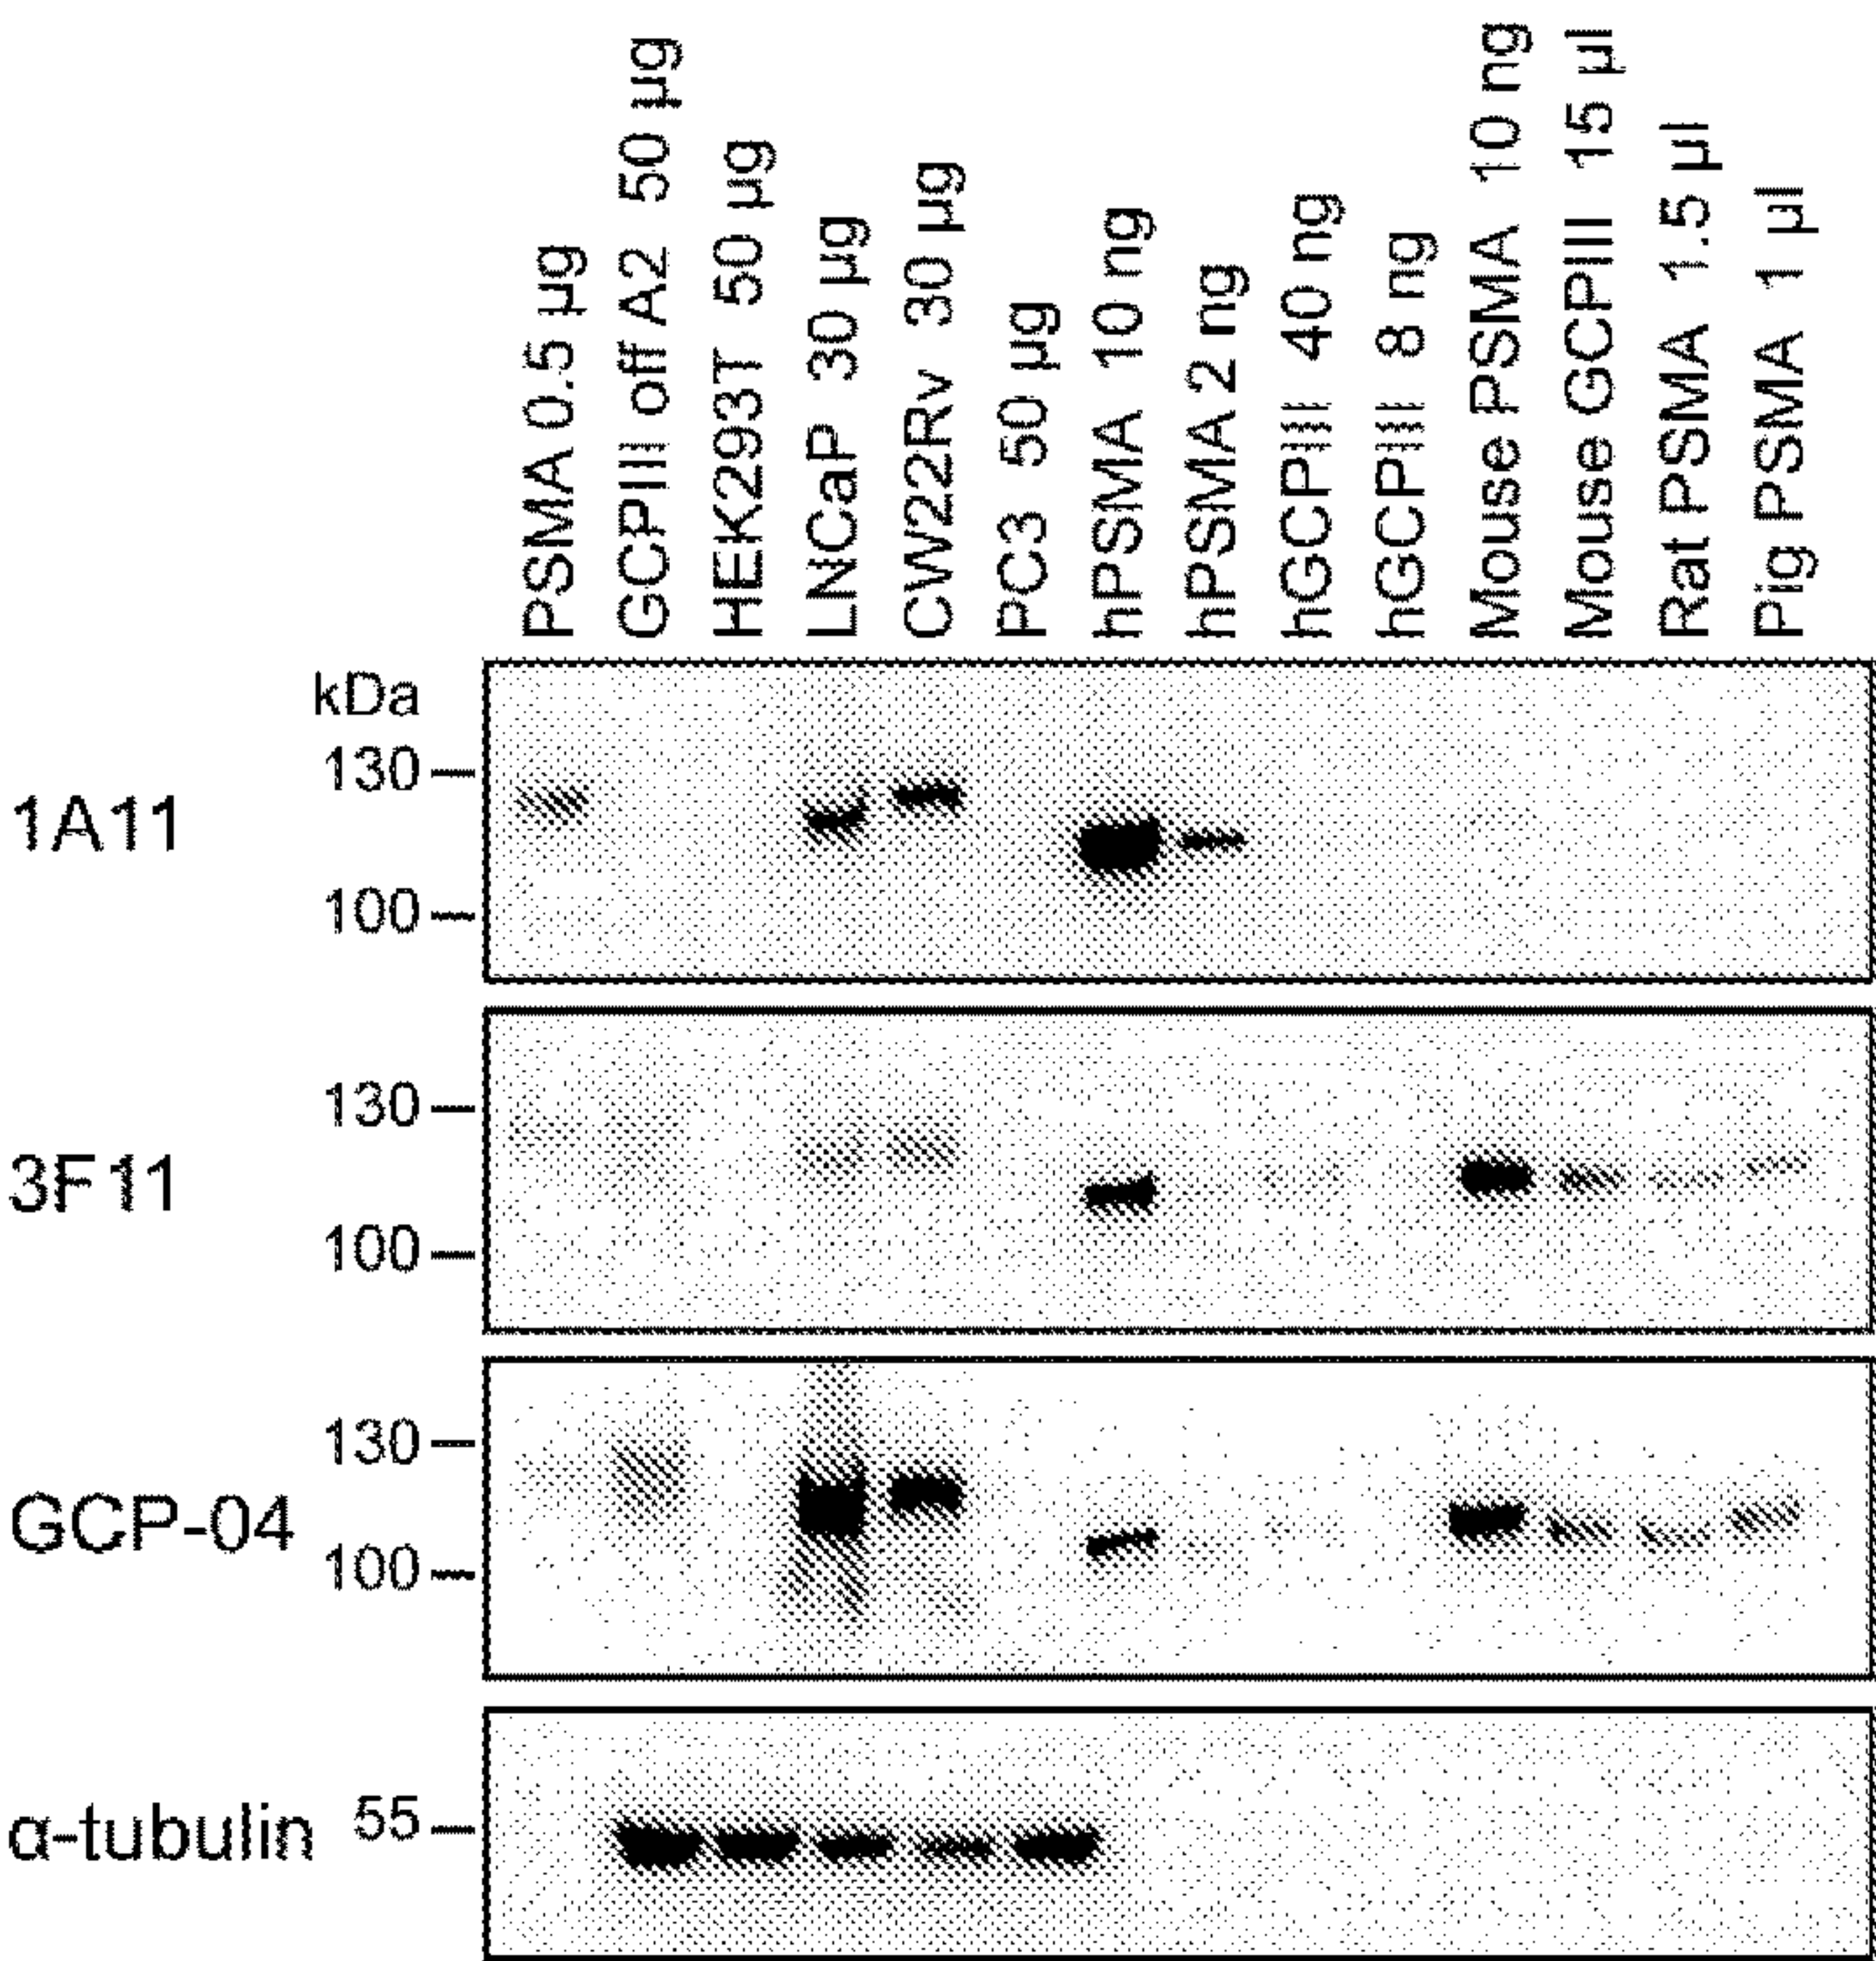 PSMA 0.5 µg
GCPIII off A2 50 µg
HEK293T 50 µg
LNCaP 30 µg
CW22Rv 30 µg
PC3 50 µg
hPSMA 10 ng
hPSMA 2 ng
hGCPIII 40 ng
hGCPIII 8 ng
Mouse PSMA 10 ng
Mouse GCPIII 15 µl
Rat PSMA 1.5 µl
Pig PSMA 1 µl
kDa
1A11
130
100
3F11
130
100
GCP-04
130
100
α-tubulin
55